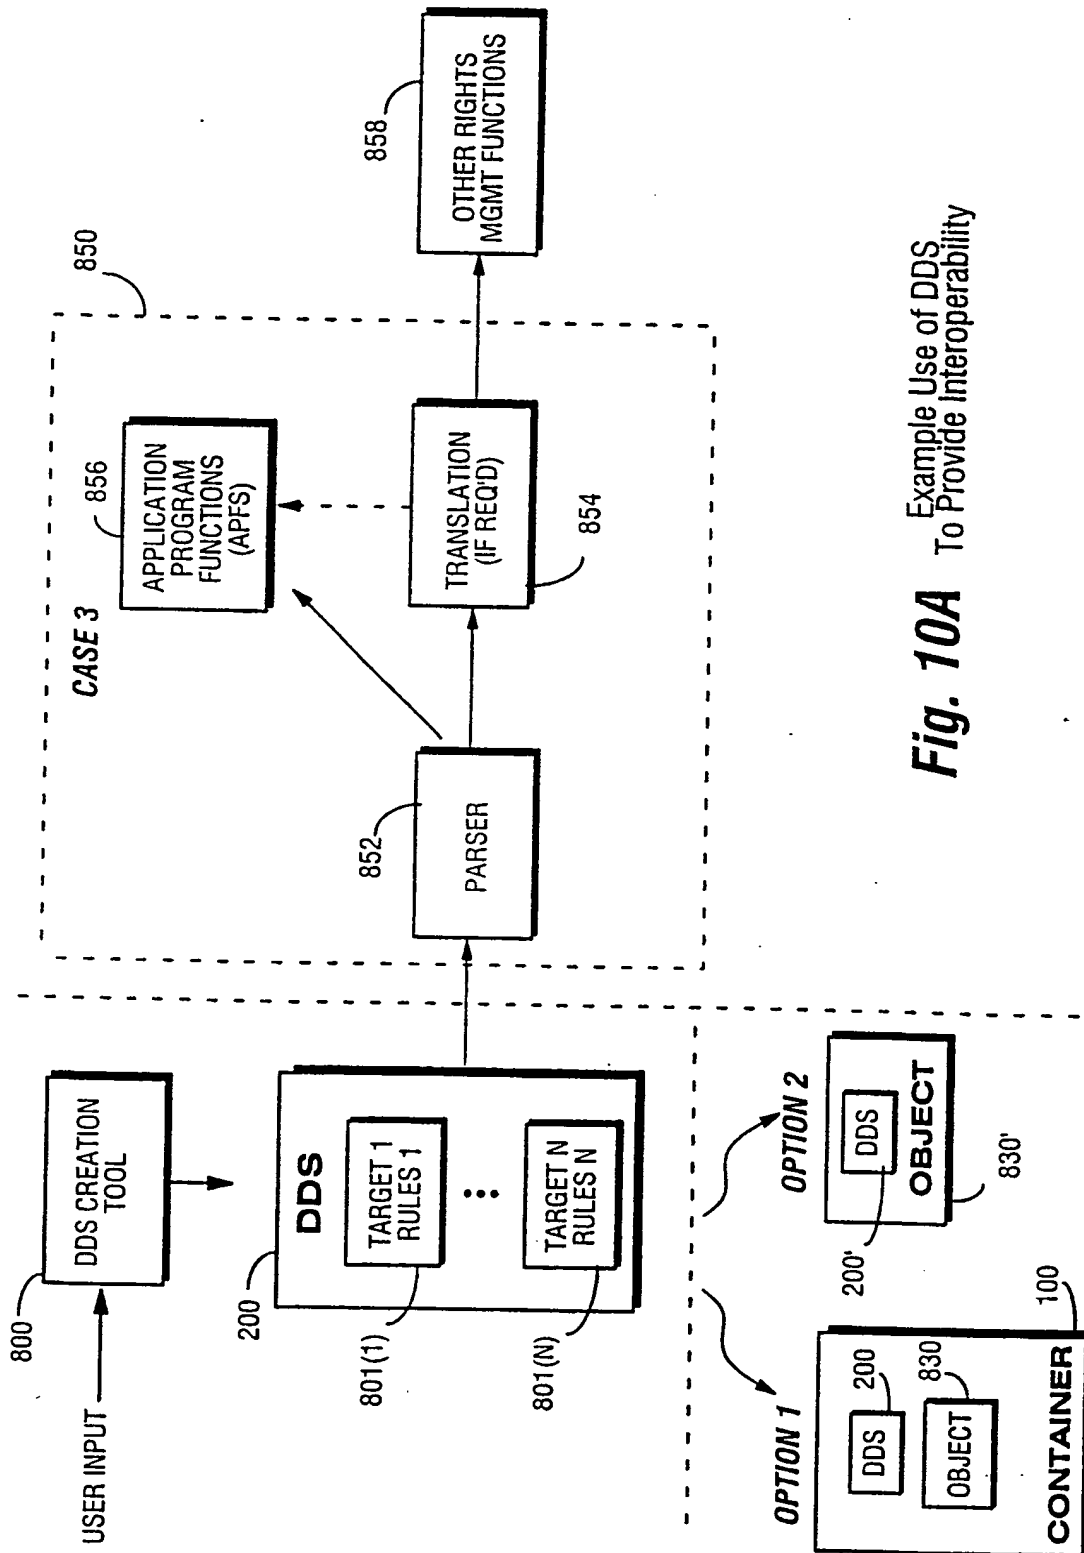 USER INPUT
800
DDS CREATION
TOOL
200
DDS
TARGET 1
RULES 1
•••
TARGET N
RULES N
801(1)
801(N)
CASE 3
850
852
PARSER
856
APPLICATION
PROGRAM
FUNCTIONS
(APFS)
TRANSLATION
(IF REQ'D)
854
858
OTHER RIGHTS
MGMT FUNCTIONS
OPTION 1
DDS
200
OBJECT
830
CONTAINER
100
OPTION 2
DDS
OBJECT
200'
830'
Fig. 10A Example Use of DDS
To Provide Interoperability